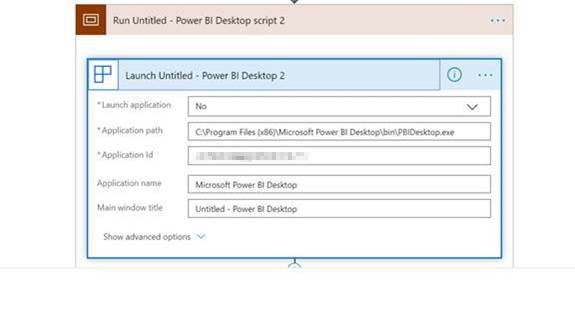 Run Untitled - Power BI Desktop script 2
Launch Untitled - Power BI Desktop 2
* Launch application
No
* Application path
C:\Program Files (x86)\Microsoft Power BI Desktop\bin\PBIDesktop.exe
* Application Id
Application name
Microsoft Power BI Desktop
Main window title
Untitled - Power BI Desktop
Show advanced options